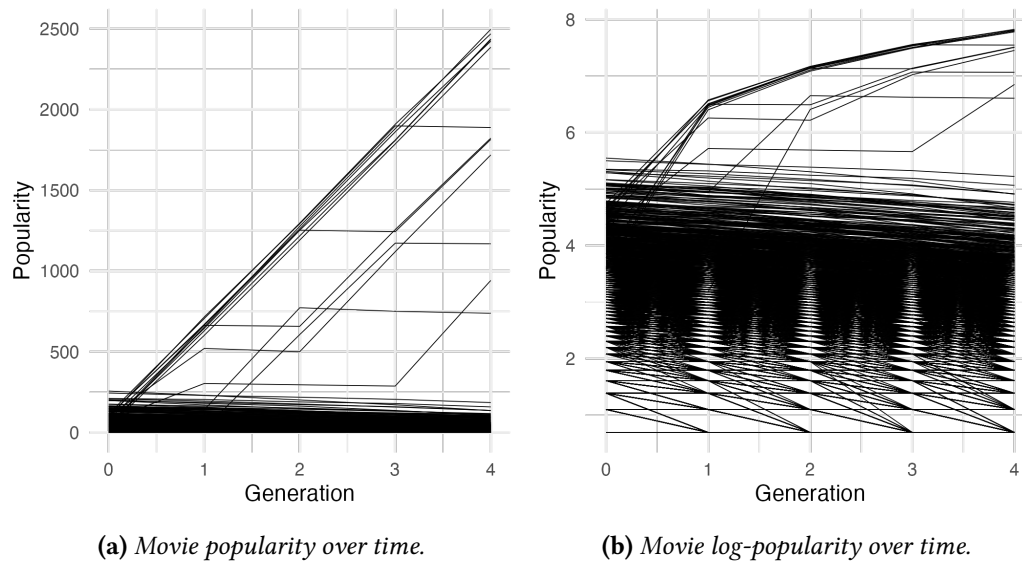 Popularity
2500
2000
1500
1000
500
0
0 1 2 3 4
Generation
(a) Movie popularity over time.
Popularity
8
6
4
2
0 1 2 3 4
Generation
(b) Movie log-popularity over time.